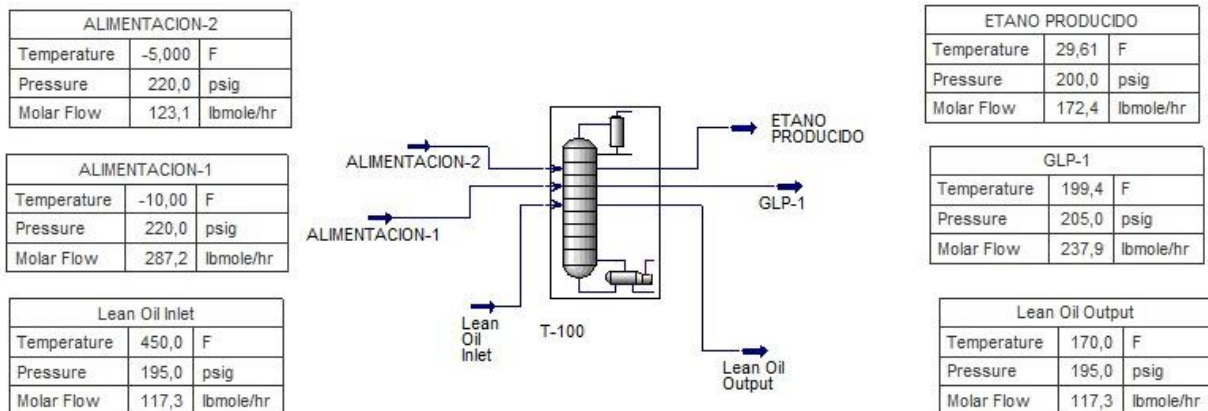 ALIMENTACION-2
Temperature -5,000 F
Pressure 220,0 psig
Molar Flow 123,1 lbmole/hr
ALIMENTACION-1
Temperature -10,00 F
Pressure 220,0 psig
Molar Flow 287,2 lbmole/hr
Lean Oil Inlet
Temperature 450,0 F
Pressure 195,0 psig
Molar Flow 117,3 lbmole/hr
ALIMENTACION-2
ALIMENTACION-1
Lean
Oil
Inlet
T-100
ETANO
PRODUCIDO
GLP-1
Lean Oil
Output
ETANO PRODUCIDO
Temperature 29,61 F
Pressure 200,0 psig
Molar Flow 172,4 lbmole/hr
GLP-1
Temperature 199,4 F
Pressure 205,0 psig
Molar Flow 237,9 lbmole/hr
Lean Oil Output
Temperature 170,0 F
Pressure 195,0 psig
Molar Flow 117,3 lbmole/hr